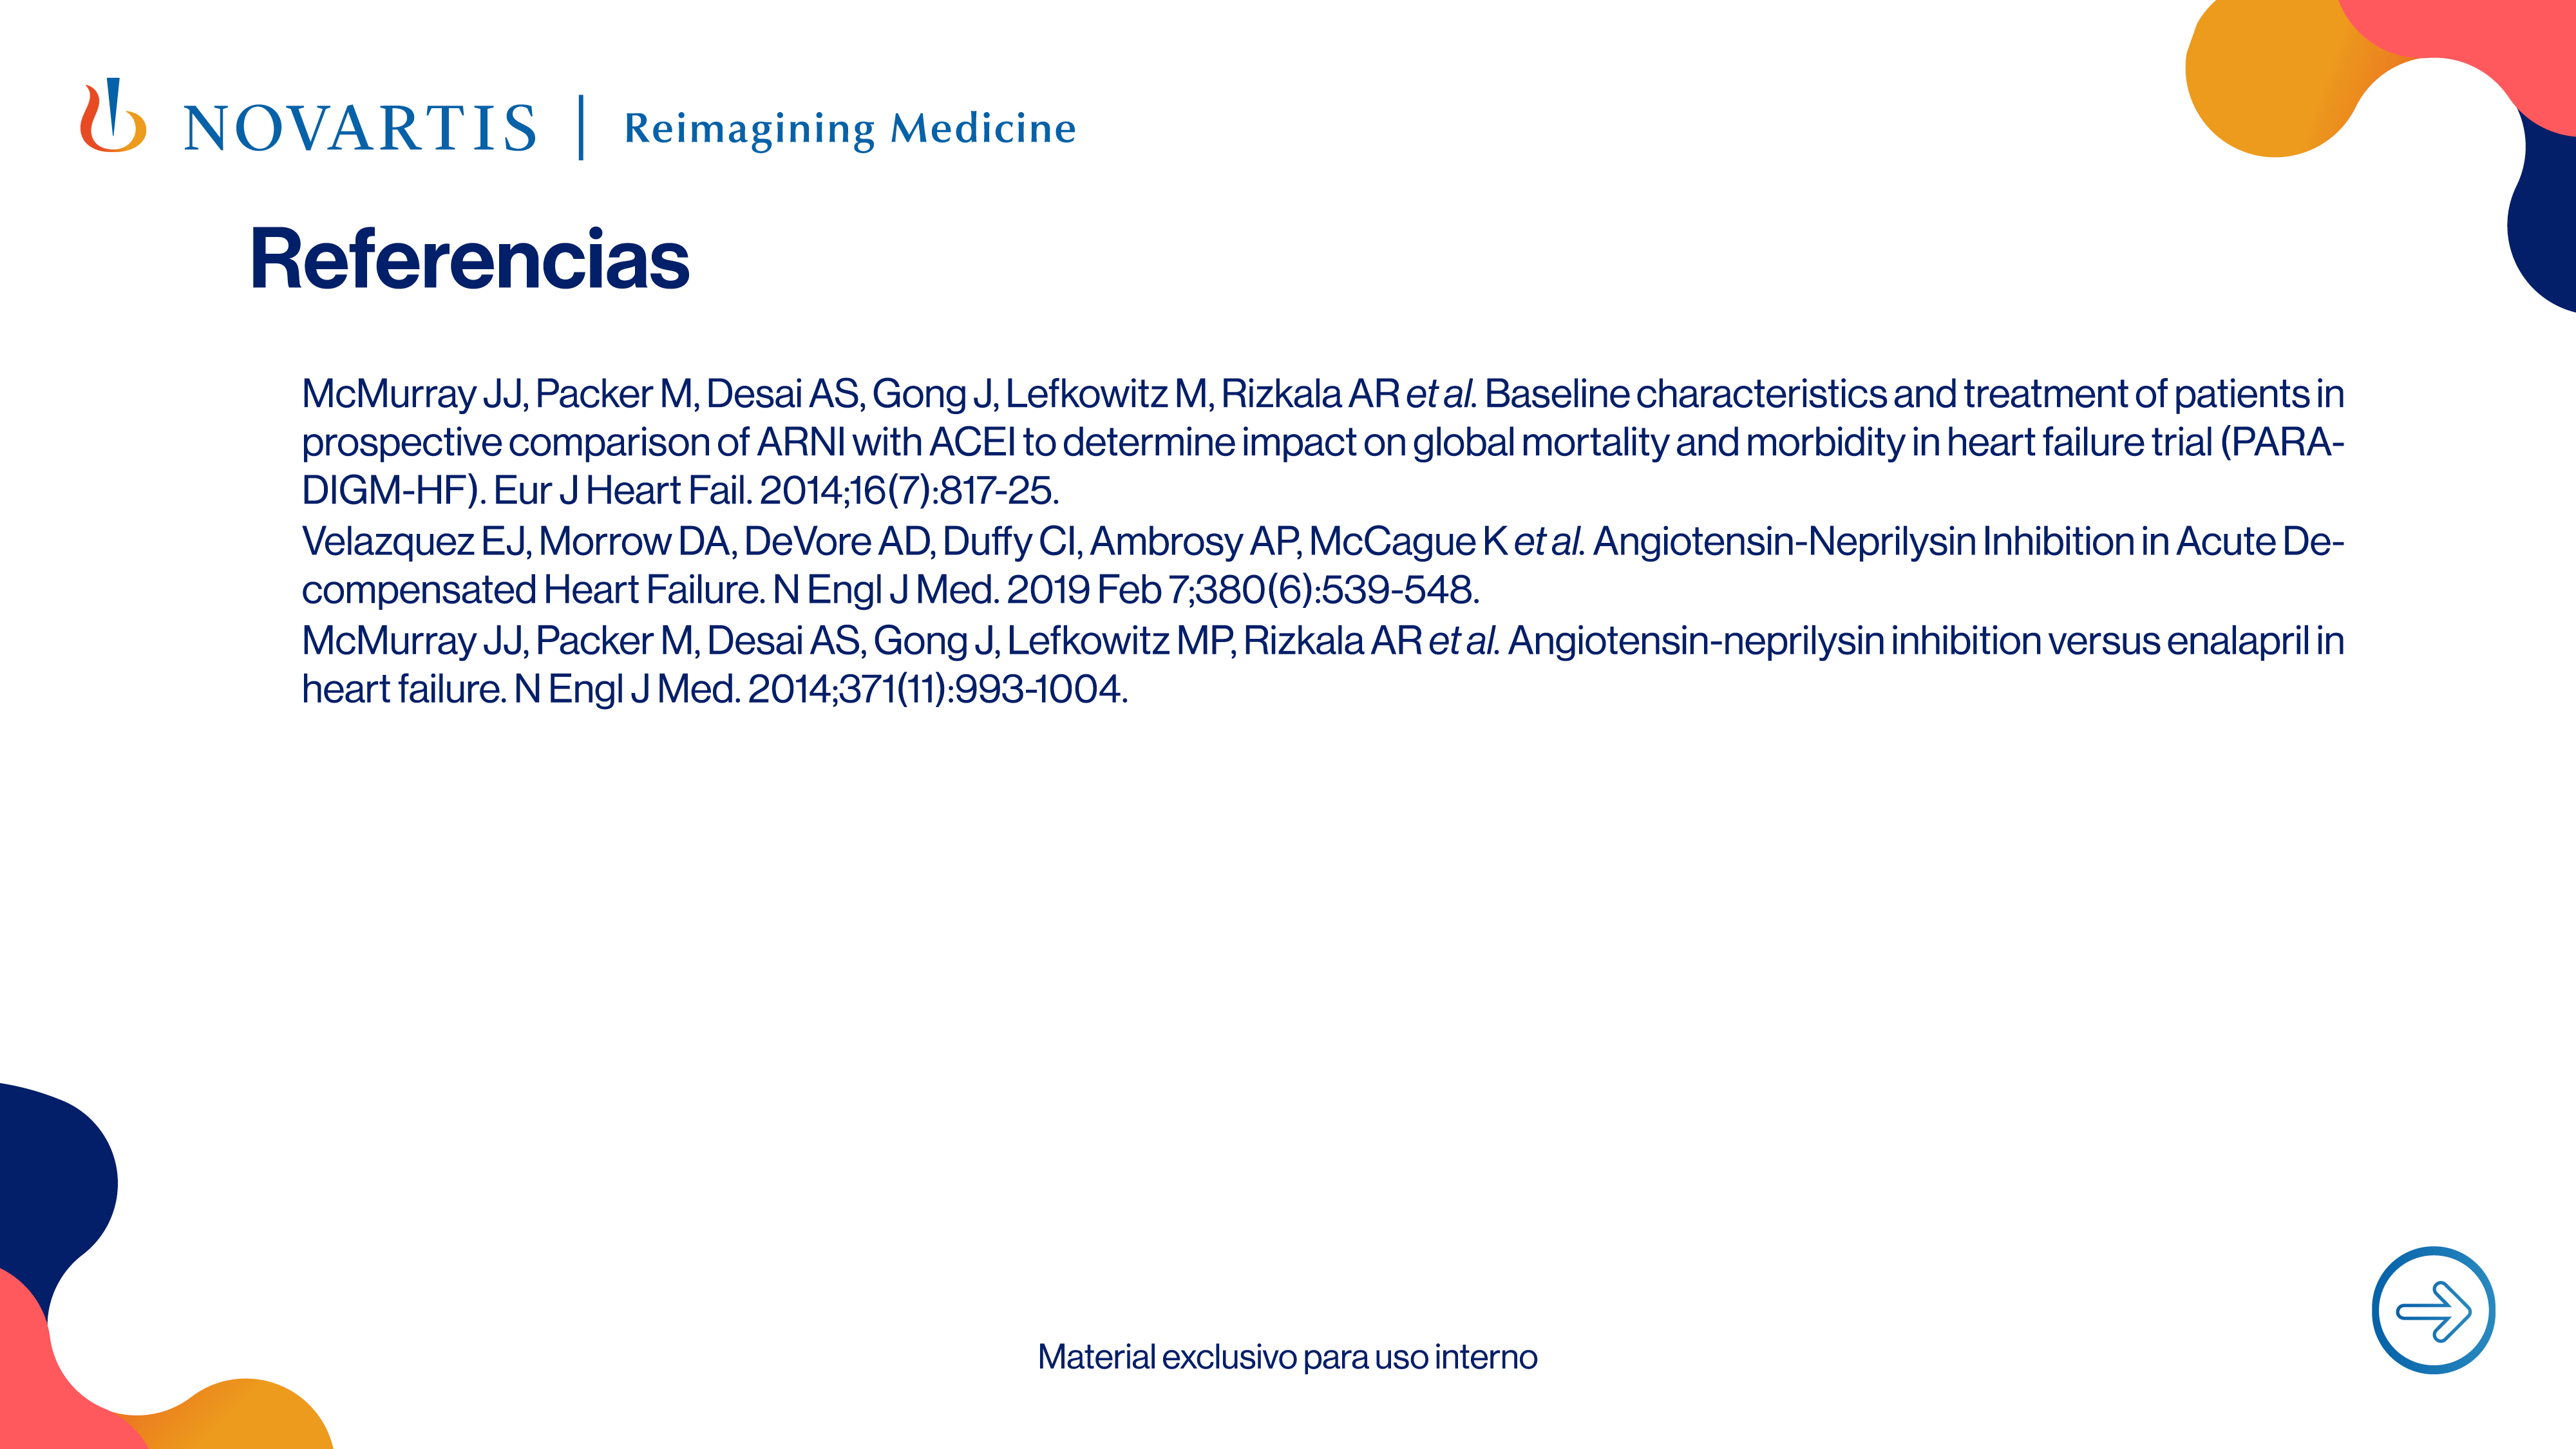 NOVARTIS | Reimagining Medicine
Referencias
McMurray JJ, Packer M, Desai AS, Gong J, Lefkowitz M, Rizkala AR et al. Baseline characteristics and treatment of patients in
prospective comparison of ARNI with ACEI to determine impact on global mortality and morbidity in heart failure trial (PARA-
DIGM-HF). Eur J Heart Fail. 2014;16(7):817-25.
Velazquez EJ, Morrow DA, DeVore AD, Duffy CI, Ambrosy AP, McCague K et al. Angiotensin-Neprilysin Inhibition in Acute De-
compensated Heart Failure. N Engl J Med. 2019 Feb 7;380(6):539-548.
McMurray JJ, Packer M, Desai AS, Gong J, Lefkowitz MP, Rizkala AR et al. Angiotensin-neprilysin inhibition versus enalapril in
heart failure. N Engl J Med. 2014;371(11):993-1004.
Material exclusivo para uso interno